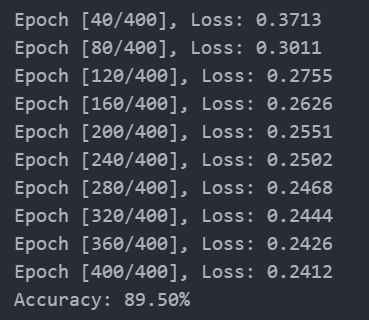 Epoch [40/400], Loss: 0.3713
Epoch [80/400], Loss: 0.3011
Epoch [120/400], Loss: 0.2755
Epoch [160/400], Loss: 0.2626
Epoch [200/400], Loss: 0.2551
Epoch [240/400], Loss: 0.2502
Epoch [280/400], Loss: 0.2468
Epoch [320/400], Loss: 0.2444
Epoch [360/400], Loss: 0.2426
Epoch [400/400], Loss: 0.2412
Accuracy: 89.50%